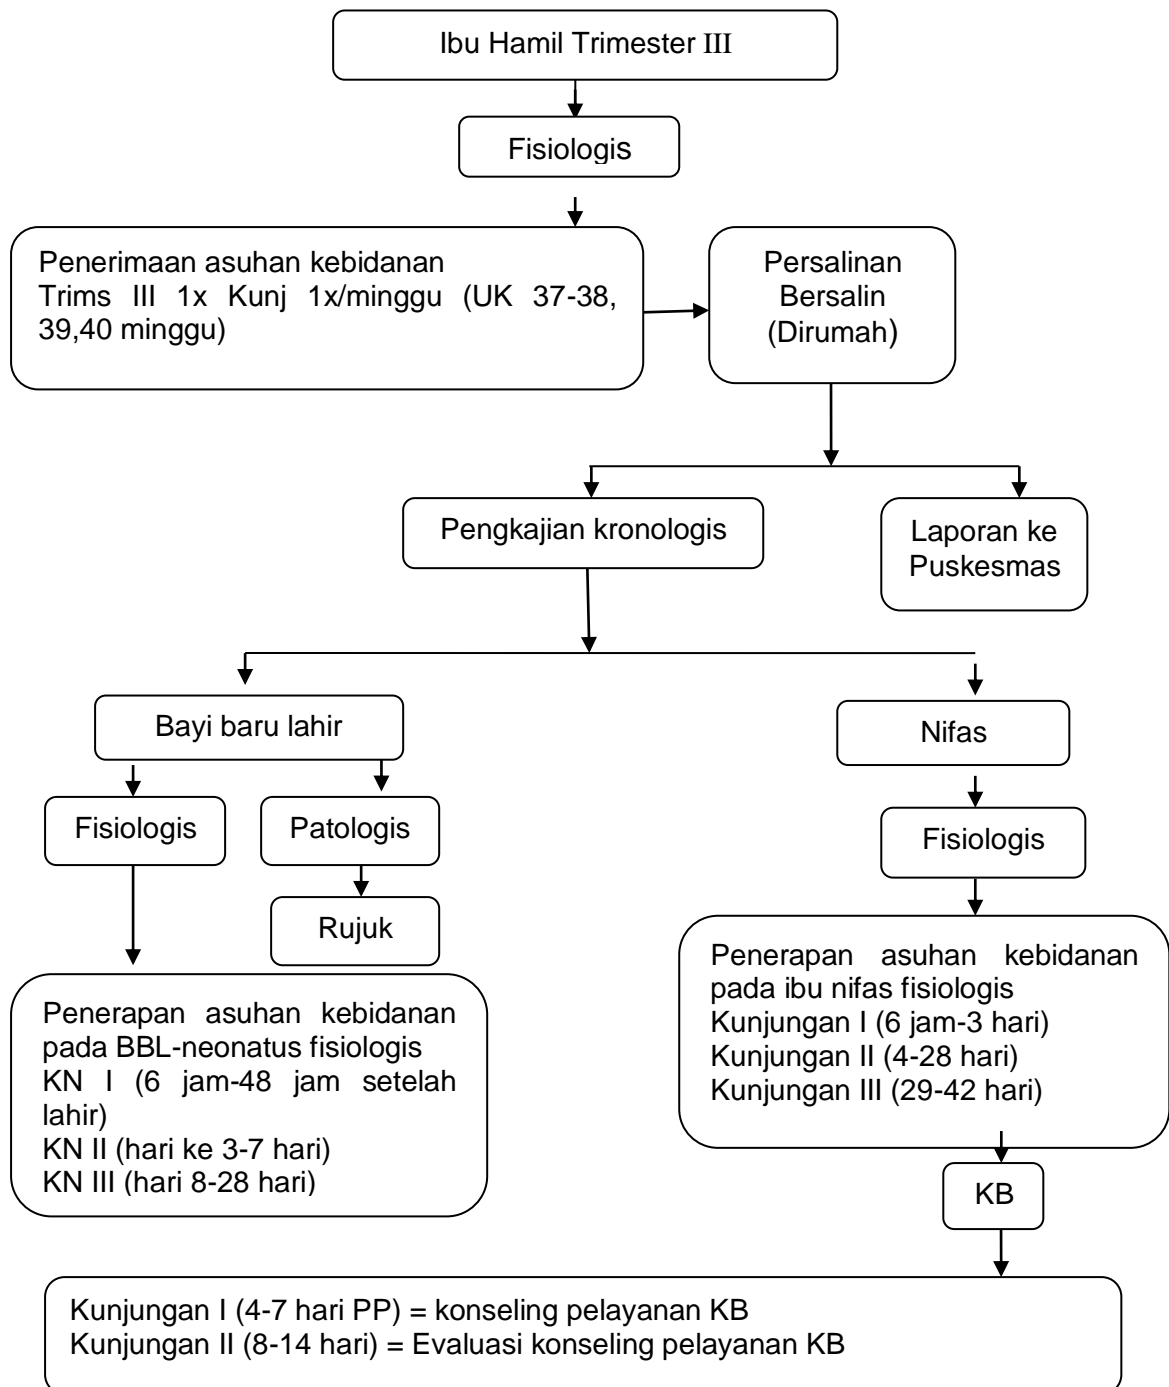 Ibu Hamil Trimester III
Fisiologis
Penerimaan asuhan kebidanan
Trims III 1x Kunj 1x/minggu (UK 37-38,
39,40 minggu)
Persalinan
Bersalin
(Dirumah)
Pengkajian kronologis
Laporan ke
Puskesmas
Bayi baru lahir
Nifas
Fisiologis
Patologis
Fisiologis
Rujuk
Penerapan asuhan kebidanan
pada BBL-neonatus fisiologis
KN I (6 jam-48 jam setelah
lahir)
KN II (hari ke 3-7 hari)
KN III (hari 8-28 hari)
Penerapan asuhan kebidanan
pada ibu nifas fisiologis
Kunjungan I (6 jam-3 hari)
Kunjungan II (4-28 hari)
Kunjungan III (29-42 hari)
KB
Kunjungan I (4-7 hari PP) = konseling pelayanan KB
Kunjungan II (8-14 hari) = Evaluasi konseling pelayanan KB